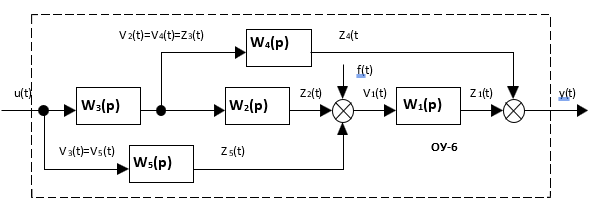 V2(t)=V4(t)=Z3(t)
W4(p)
Z4(t
f(t)
u(t)
W3(p)
W2(p)
Z2(t)
V1(t)
W1(p)
Z1(t)
y(t)
V3(t)=V5(t)
W5(p)
Z5(t)
ОУ-6